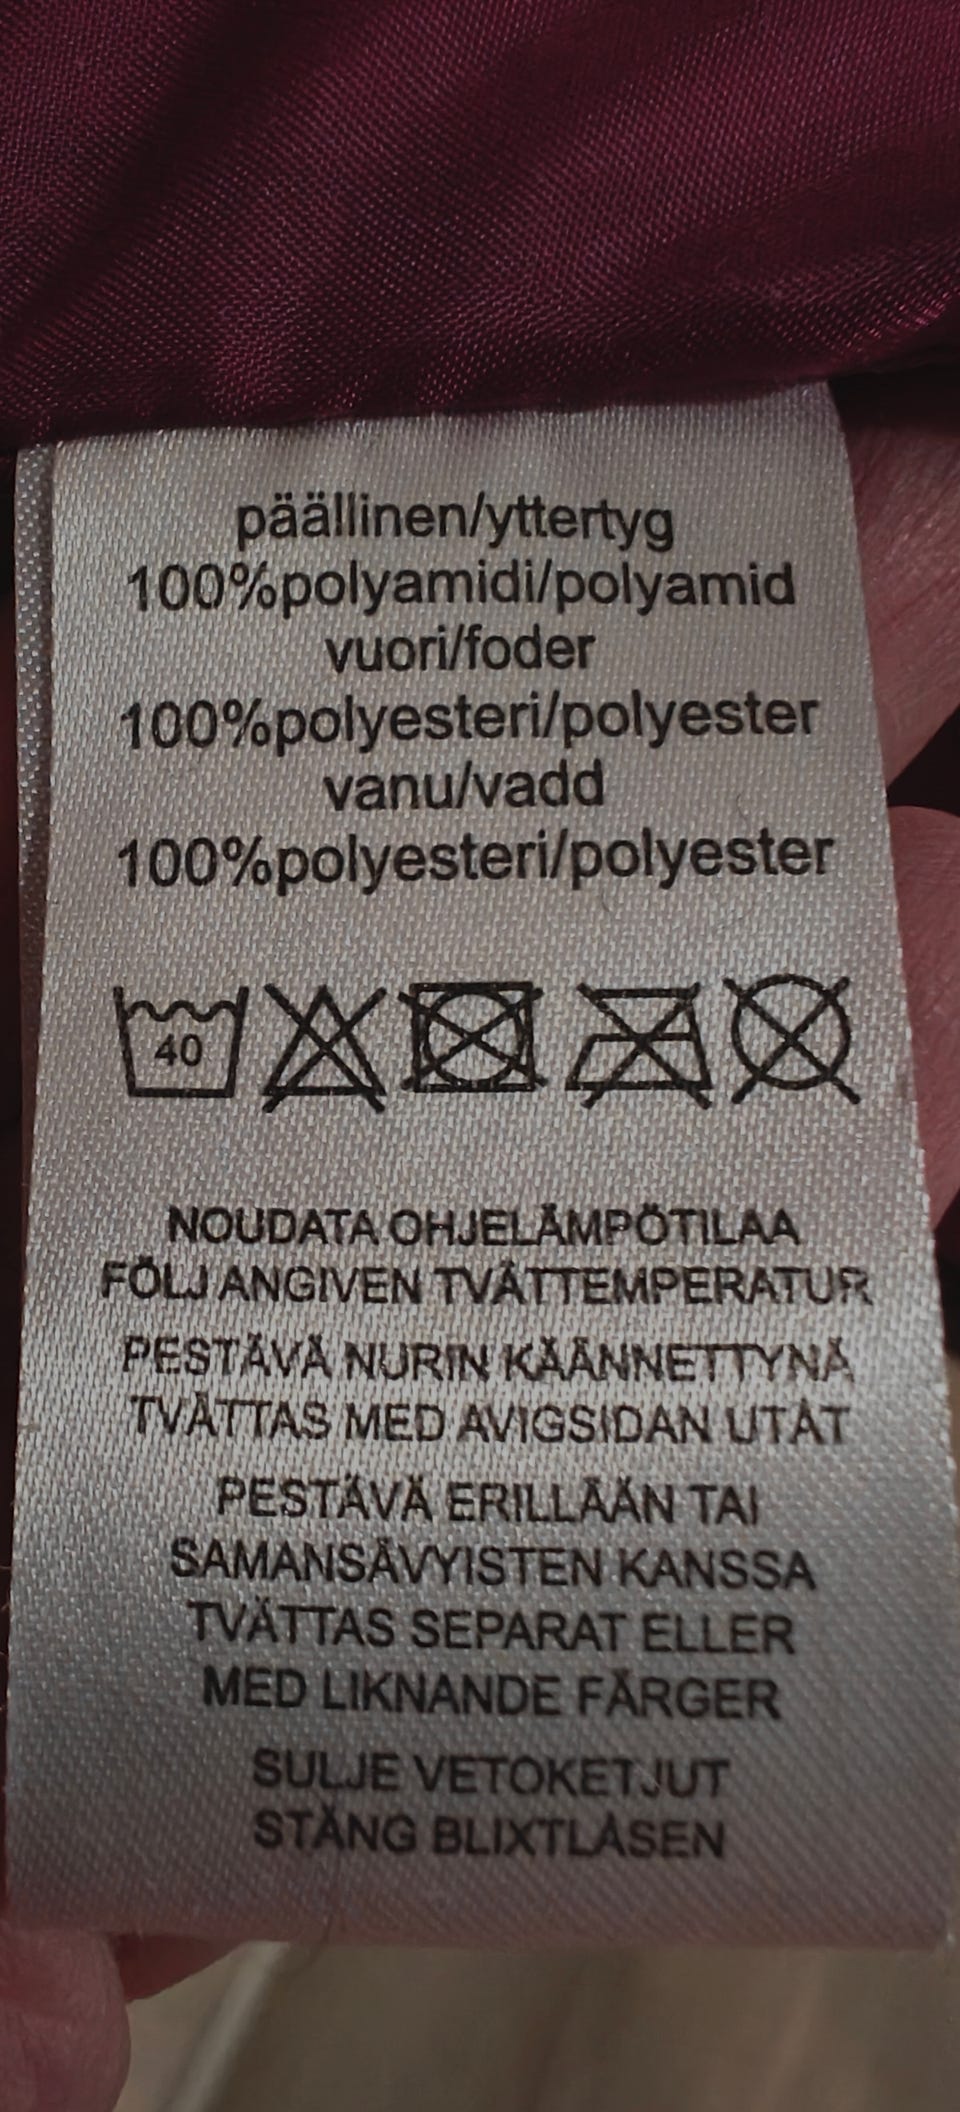 päällinen/yttertyg
100%polyamidi/polyamid
vuori/foder
100%polyesteri/polyester
vanu/vadd
100%polyesteri/polyester
40
NOUDATA OHJELÄMPÖTILAA
FÖLJ ANGIVEN TVÄTTEMPERATUR
PESTÄVÄ NURIN KÄÄNNETTYNÄ
TVÄTTAS MED AVIGSIDAN UTÅT
PESTÄVÄ ERILLÄÄN TAI
SAMANSÄVYISTEN KANSSA
TVÄTTAS SEPARAT ELLER
MED LIKNANDE FÄRGER
SULJE VETOKETJUT
STÄNG BLIXTLÅSEN